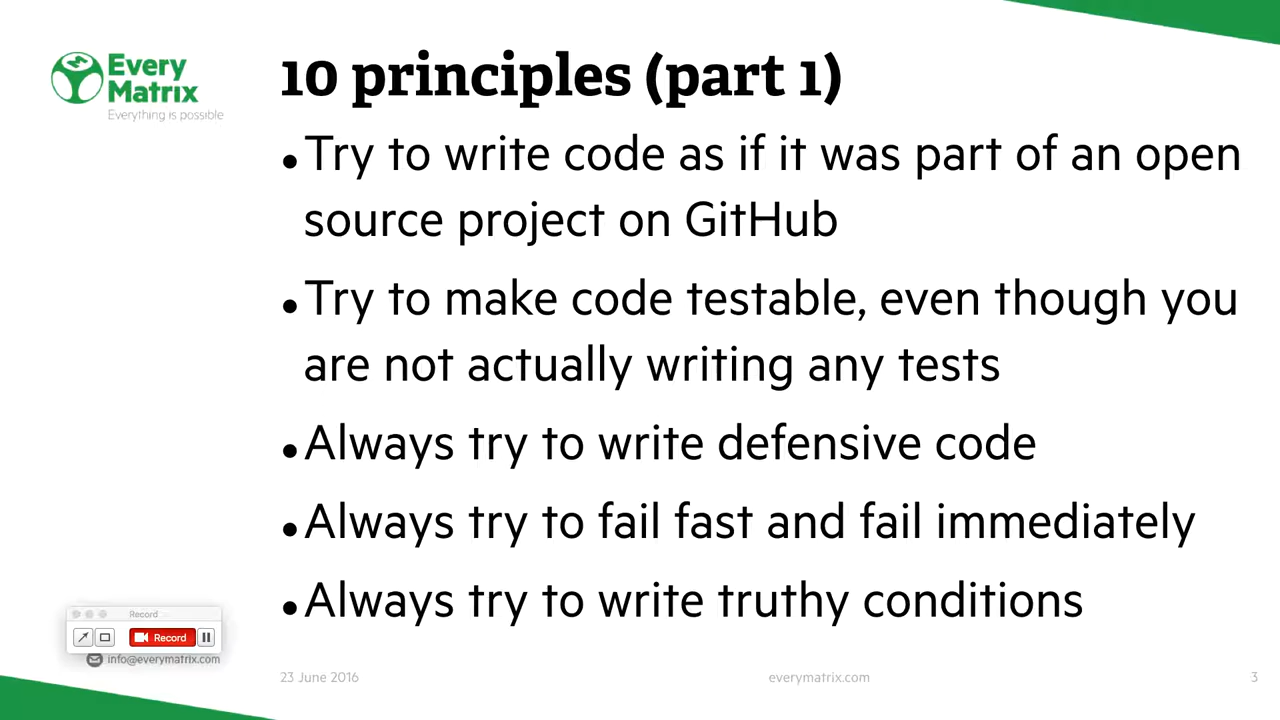 Every
Matrix
Everything is possible
10 principles (part 1)
•Try to write code as if it was part of an open
source project on GitHub
•Try to make code testable, even though you
are not actually writing any tests
•Always try to write defensive code
•Always try to fail fast and fail immediately
•Always try to write truthy conditions
Record
Record
info@everymatrix.com
23 June 2016
everymatrix.com
3